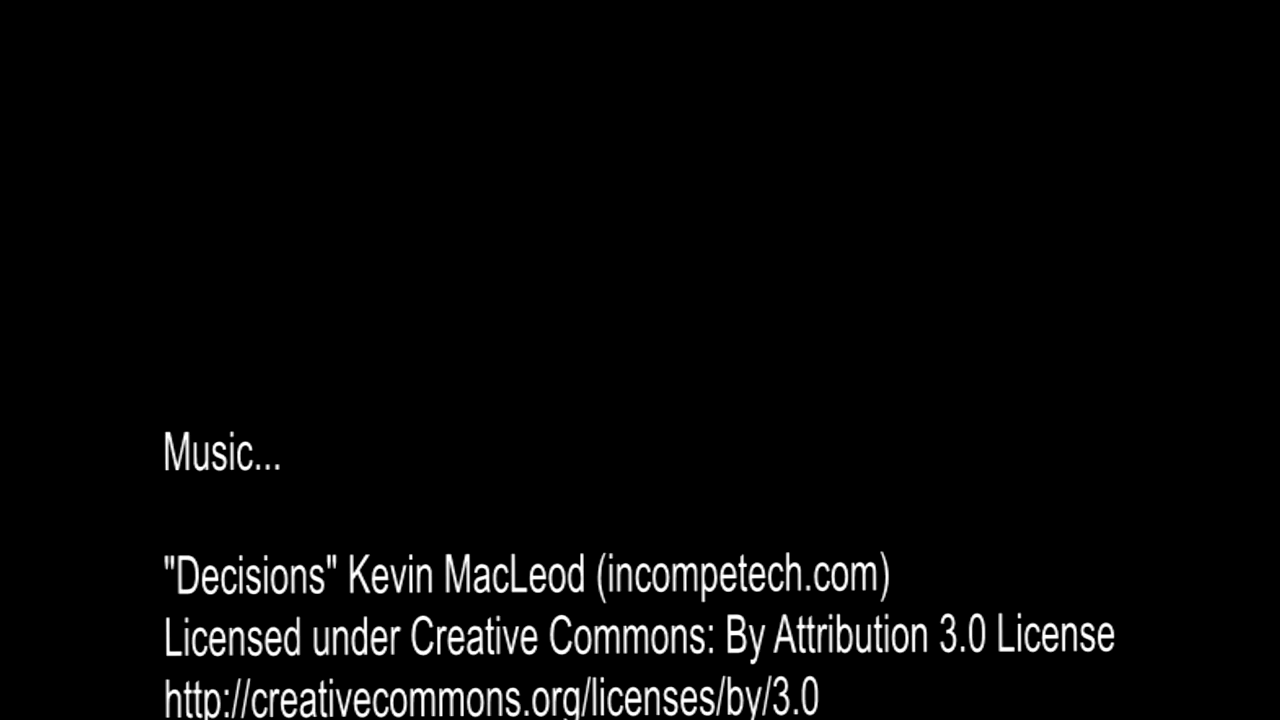 Music...
"Decisions" Kevin MacLeod (incompetech.com)
Licensed under Creative Commons: By Attribution 3.0 License
http://creativecommons.org/licenses/by/3.0